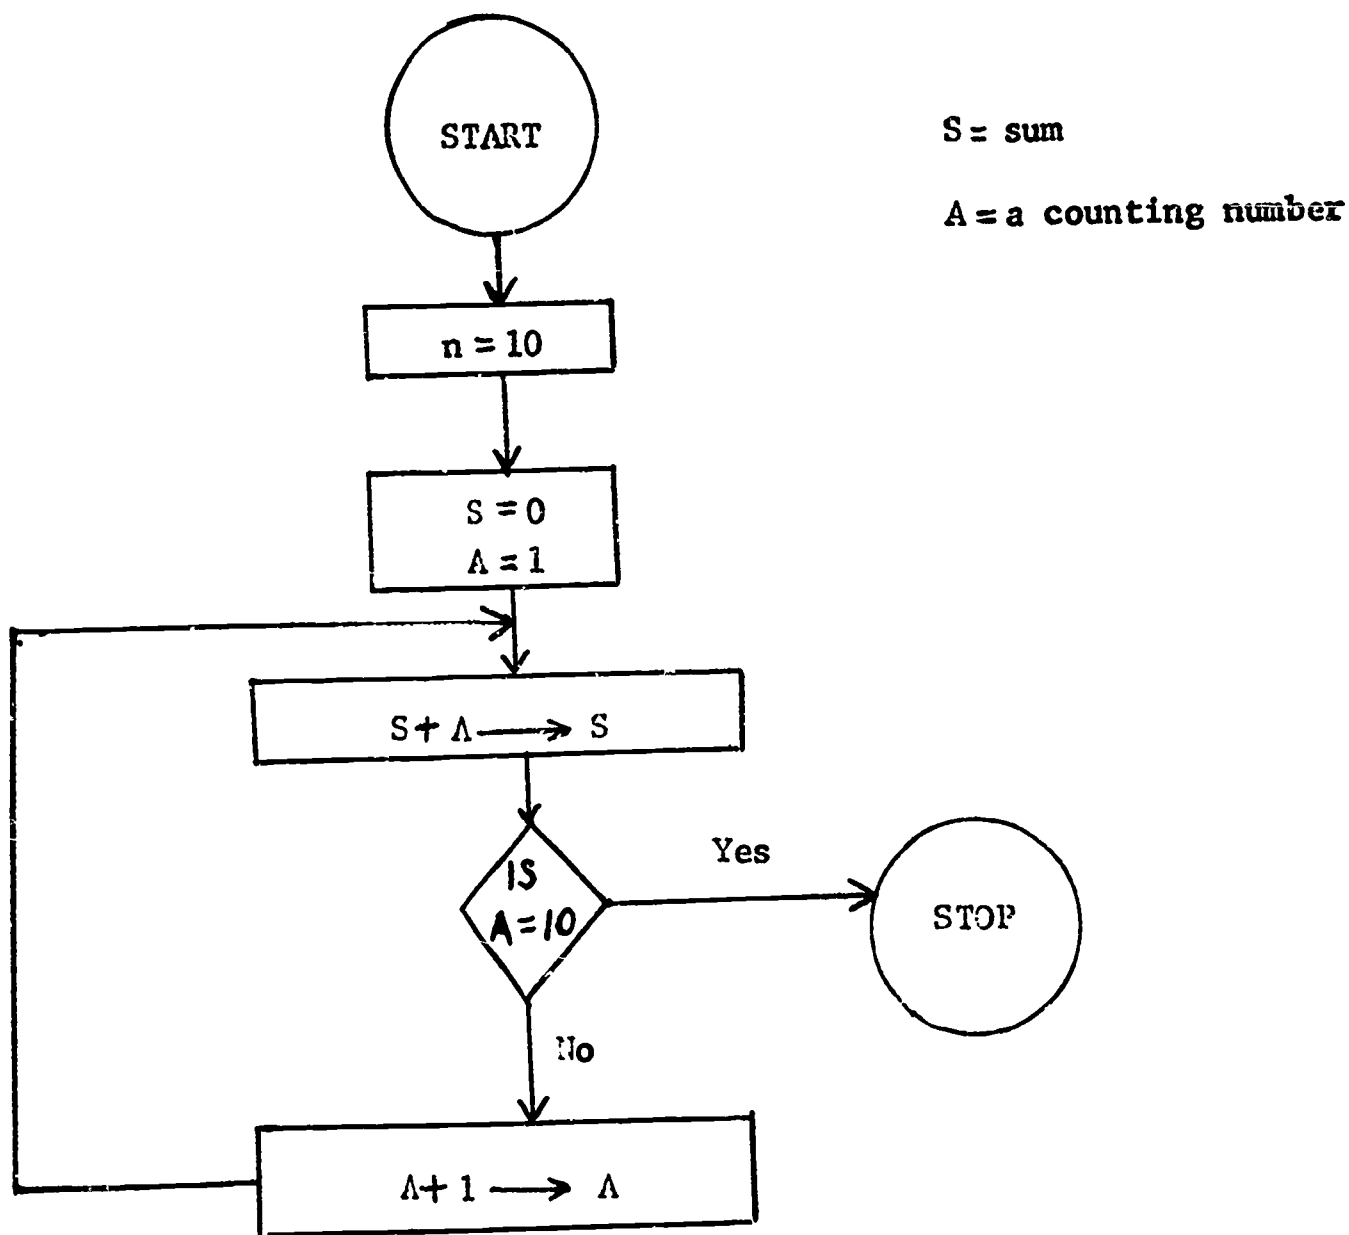 START
S = sum
A = a counting number
n = 10
S = 0
A = 1
S + A → S
IS
A = 10
Yes
STOP
No
A + 1 → A